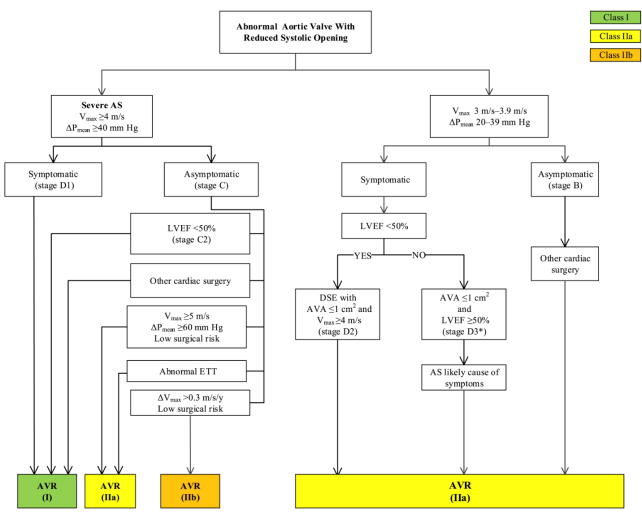 Abnormal Aortic Valve With
Reduced Systolic Opening
Class I
Class IIa
Class IIb
Severe AS
Vmax ≥4 m/s
ΔPmean ≥40 mm Hg
Vmax 3 m/s–3.9 m/s
ΔPmean 20–39 mm Hg
Symptomatic
(stage D1)
Asymptomatic
(stage C)
Symptomatic
Asymptomatic
(stage B)
LVEF <50%
(stage C2)
LVEF <50%
Other cardiac surgery
YES
NO
Other cardiac
surgery
Vmax ≥5 m/s
ΔPmean ≥60 mm Hg
Low surgical risk
DSE with
AVA ≤1 cm² and
Vmax ≥4 m/s
(stage D2)
AVA ≤1 cm²
and
LVEF ≥50%
(stage D3*)
Abnormal ETT
AS likely cause of
symptoms
ΔVmax >0.3 m/s/y
Low surgical risk
AVR
(I)
AVR
(IIa)
AVR
(IIb)
AVR
(IIa)